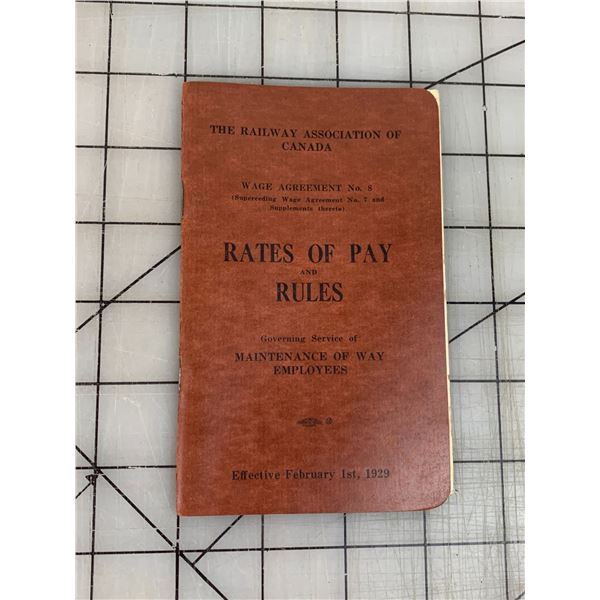 THE RAILWAY ASSOCIATION OF
CANADA
WAGE AGREEMENT No. 8
(Superceding Wage Agreement No. 7 and
Supplements thereto)
RATES OF PAY
AND
RULES
Governing Service of
MAINTENANCE OF WAY
EMPLOYEES
Effective February 1st, 1929